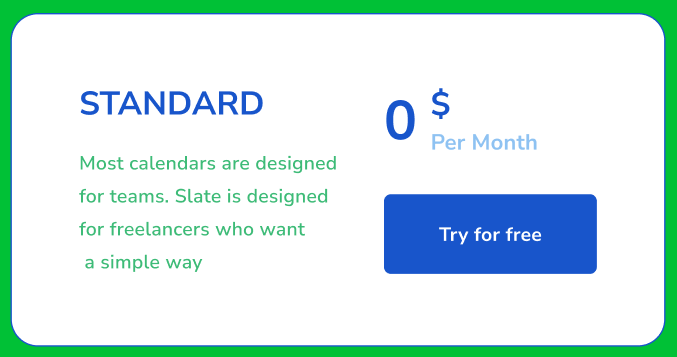 STANDARD
Most calendars are designed
for teams. Slate is designed
for freelancers who want
a simple way
0 $
Per Month
Try for free